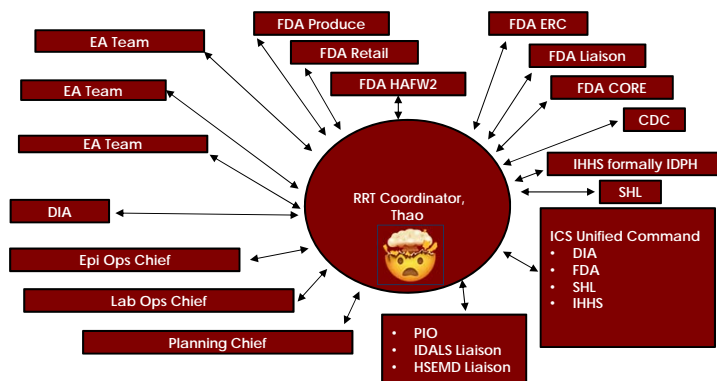 FDA Produce
FDA ERC
EA Team
FDA Retail
FDA Liaison
FDA HAFW2
FDA CORE
EA Team
CDC
EA Team
IHHS formally IDPH
SHL
RRT Coordinator,
Thao
DIA
ICS Unified Command
• DIA
• FDA
• SHL
• IHHS
Epi Ops Chief
Lab Ops Chief
Planning Chief
• PIO
• IDALS Liaison
• HSEMD Liaison